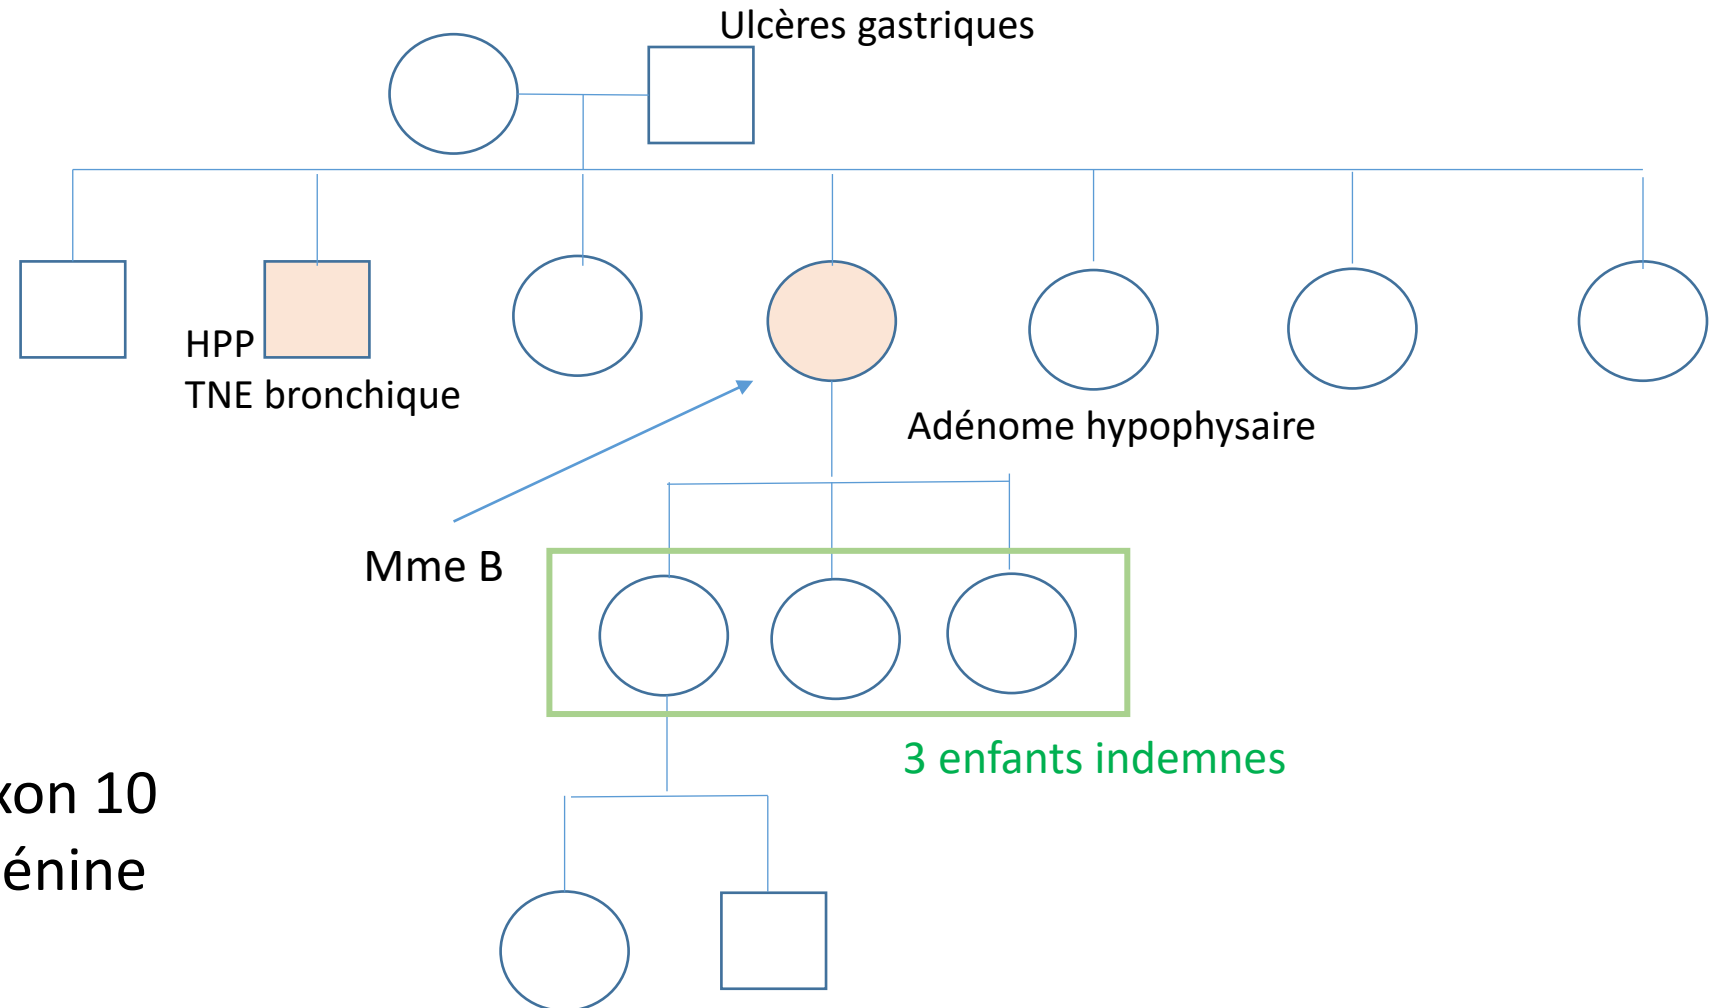 Ulcères gastriques
HPP
TNE bronchique
Adénome hypophysaire
Mme B
3 enfants indemnes
xon 10
énine